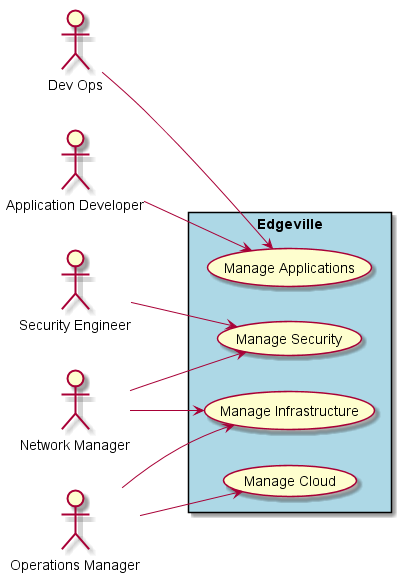 Dev Ops
Application Developer
Edgeville
Manage Applications
Security Engineer
Manage Security
Network Manager
Manage Infrastructure
Manage Cloud
Operations Manager